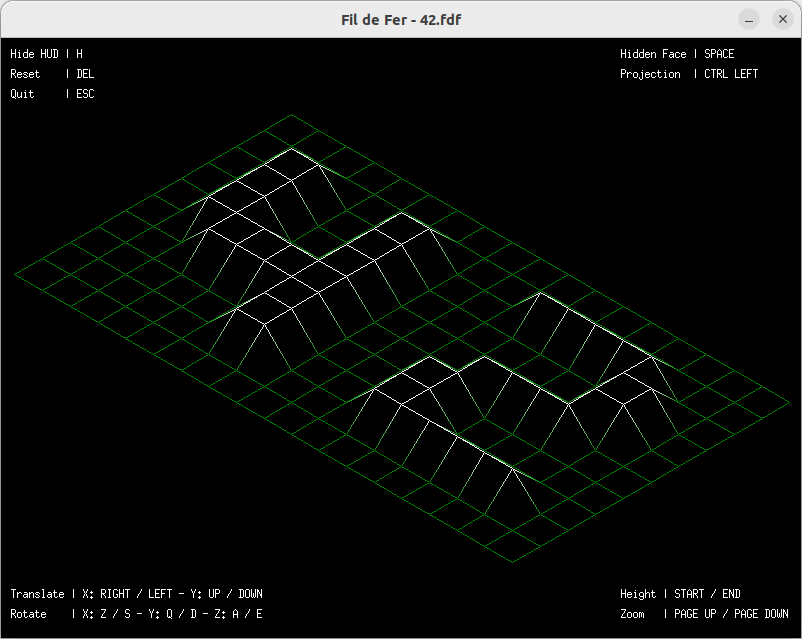 Fil de Fer - 42.fdf
Hide HUD | H
Reset | DEL
Quit | ESC
Hidden Face | SPACE
Projection | CTRL LEFT
Translate | X: RIGHT / LEFT - Y: UP / DOWN
Rotate | X: Z / S - Y: Q / D - Z: A / E
Height | START / END
Zoom | PAGE UP / PAGE DOWN